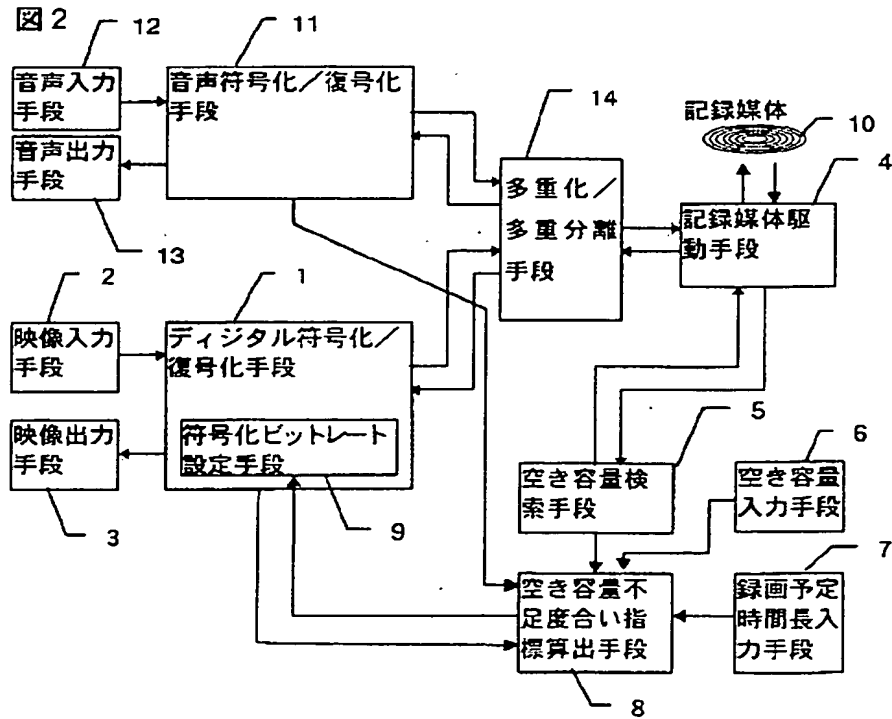 図2
12
11
音声入力
手段
音声符号化／復号化
手段
音声出力
手段
13
14
多重化／
多重分離
手段
記録媒体
10
4
記録媒体駆
動手段
2
1
映像入力
手段
ディジタル符号化／
復号化手段
映像出力
手段
3
符号化ビットレート
設定手段
9
5
空き容量検
索手段
6
空き容量
入力手段
7
録画予定
時間長入
力手段
空き容量不
足度合い指
標算出手段
8